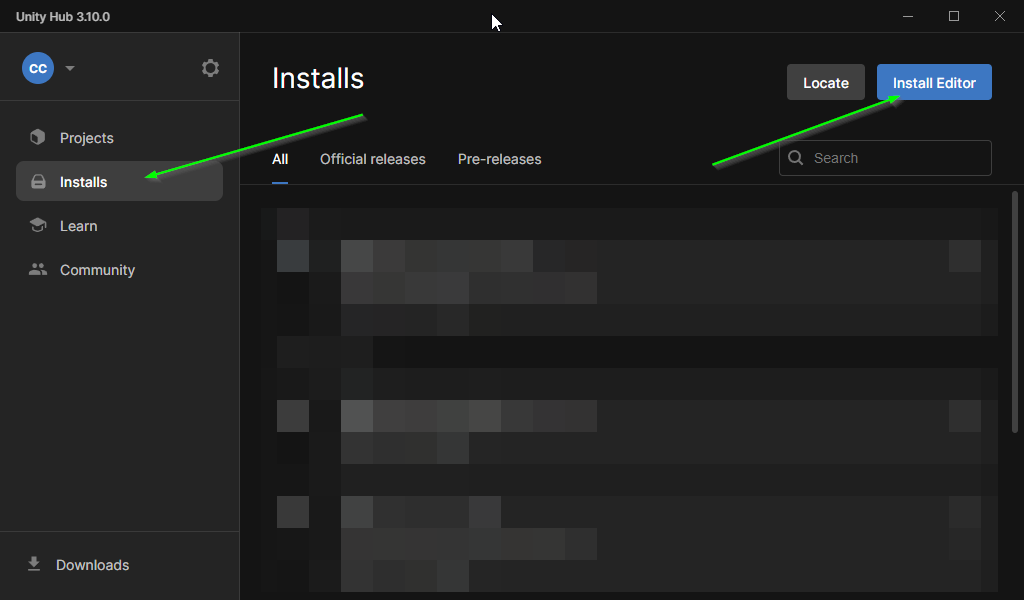 Unity Hub 3.10.0
CC
Projects
Installs
Learn
Community
Downloads
Installs
Locate
Install Editor
All
Official releases
Pre-releases
Search